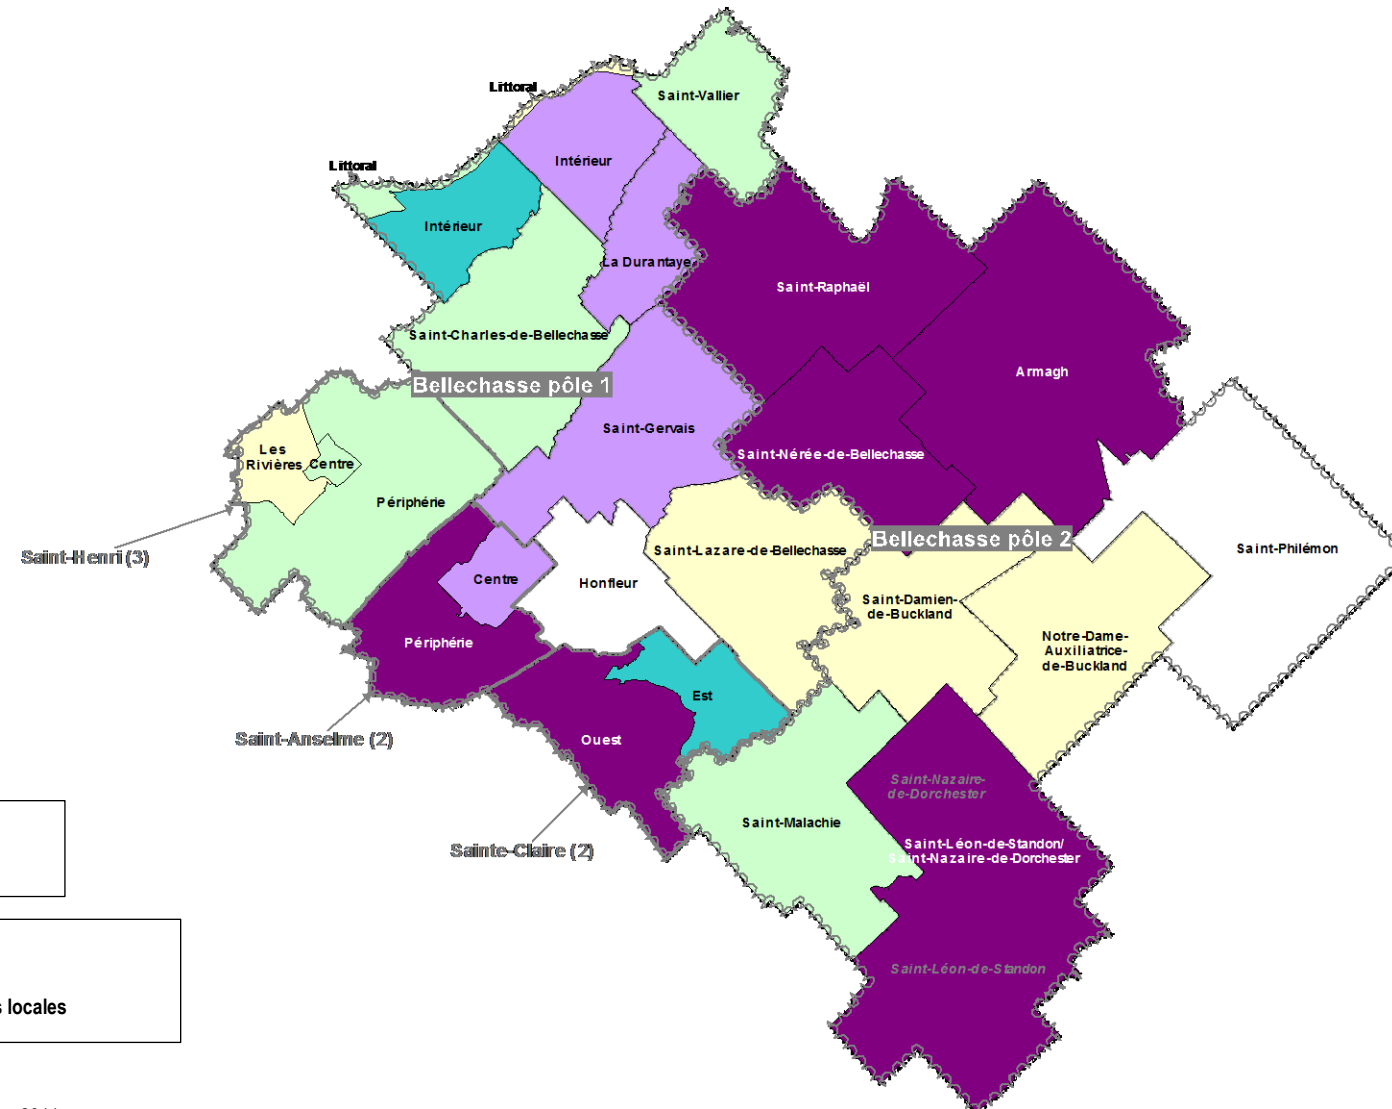 Saint-Vallier
Littoral
Intérieur
Littoral
Intérieur
La Durantaye
Saint-Raphaël
Saint-Charles-de-Bellechasse
Armagh
Bellechasse pôle 1
Saint-Gervais
Les
Rivières
Centre
Saint-Nérée-de-Bellechasse
Périphérie
Bellechasse pôle 2
Saint-Henri (3)
Saint-Lazare-de-Bellechasse
Saint-Philémon
Centre
Honfleur
Saint-Damien-
de-Buckland
Périphérie
Notre-Dame-
Auxiliatrice-
de-Buckland
Est
Saint-Anselme (2)
Ouest
Saint-Nazaire-
de-Dorchester
Saint-Malachie
Saint-Léon-de-Standon/
Saint-Nazaire-de-Dorchester
Sainte-Claire (2)
Saint-Léon-de-Standon
s locales